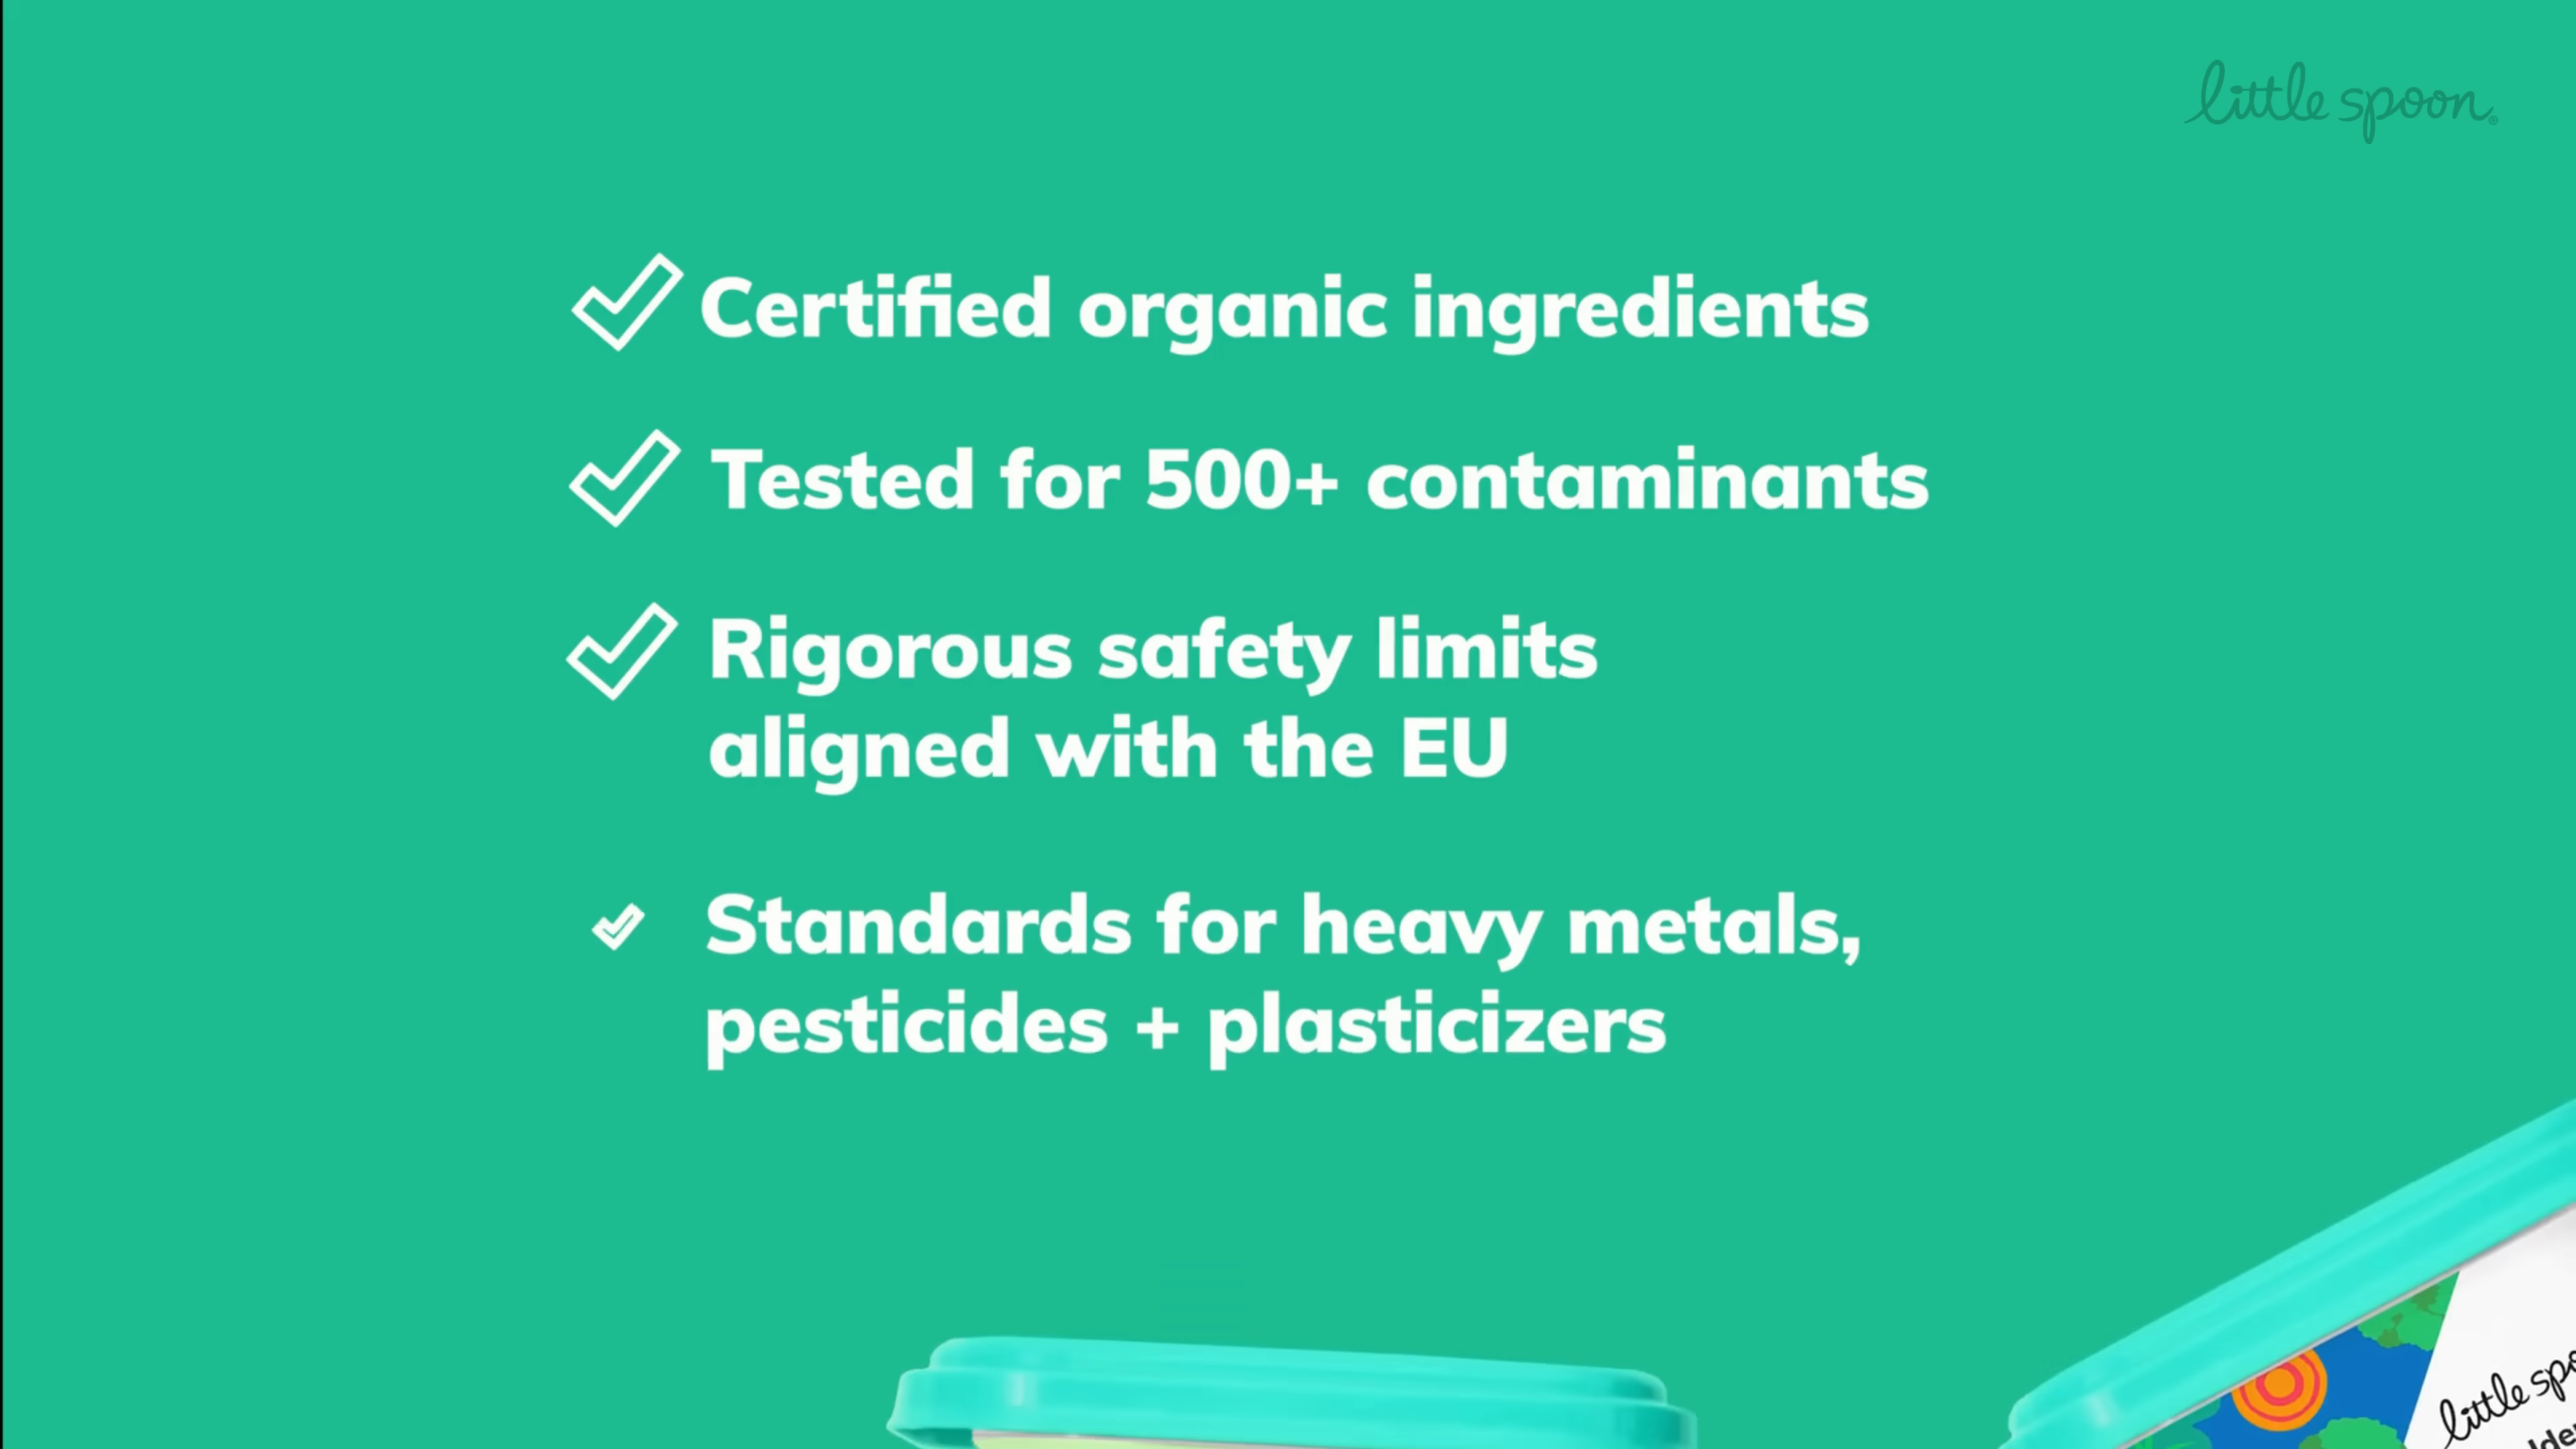 little spoon®
Certified organic ingredients
Tested for 500+ contaminants
Rigorous safety limits
aligned with the EU
Standards for heavy metals,
pesticides + plasticizers
little spo